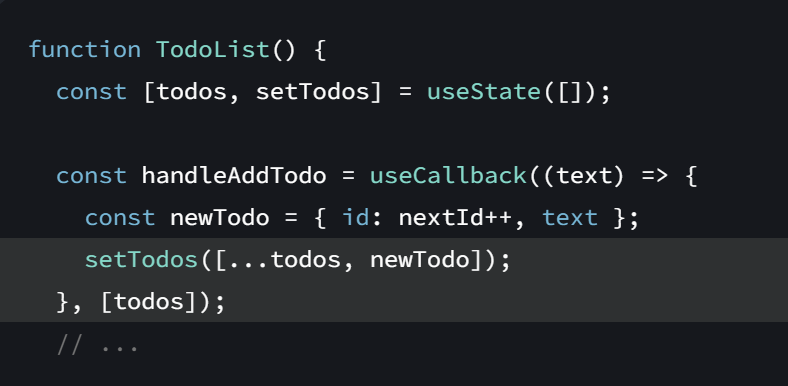 function TodoList() {
  const [todos, setTodos] = useState([]);

  const handleAddTodo = useCallback((text) => {
    const newTodo = { id: nextId++, text };
    setTodos([...todos, newTodo]);
  }, [todos]);
  // ...